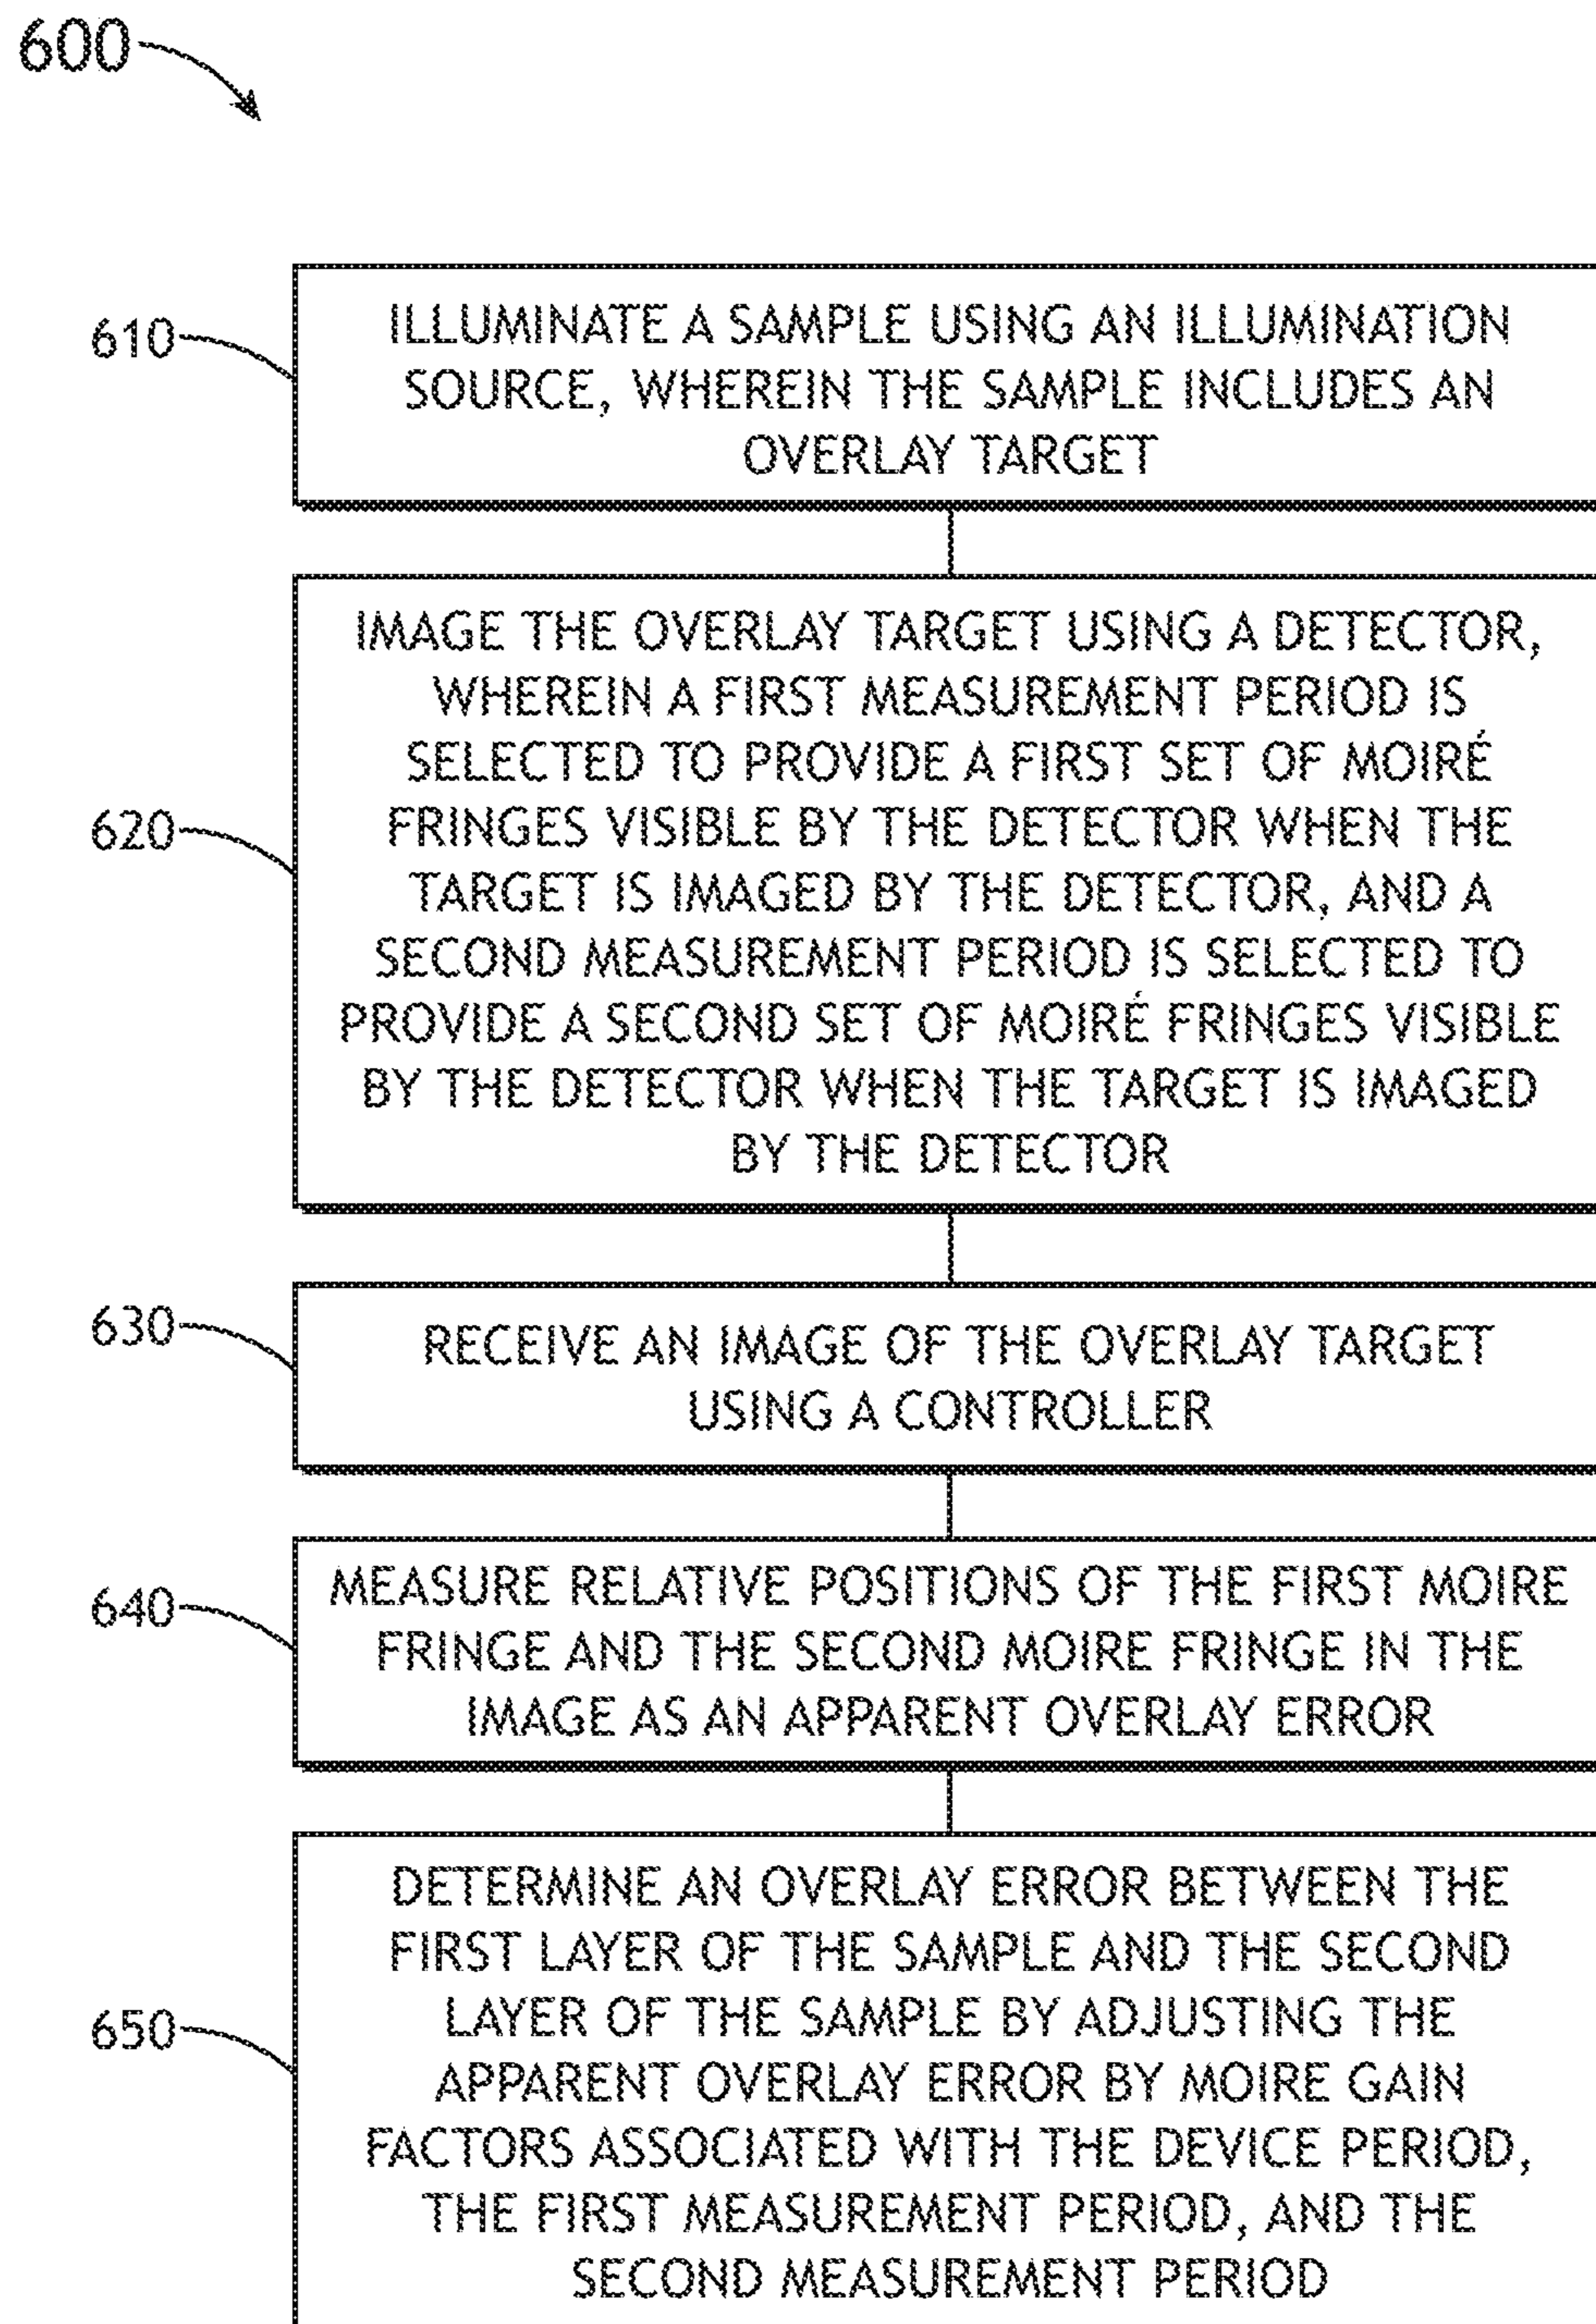 600
610
ILLUMINATE A SAMPLE USING AN ILLUMINATION
SOURCE, WHEREIN THE SAMPLE INCLUDES AN
OVERLAY TARGET
620
IMAGE THE OVERLAY TARGET USING A DETECTOR,
WHEREIN A FIRST MEASUREMENT PERIOD IS
SELECTED TO PROVIDE A FIRST SET OF MOIRÉ
FRINGES VISIBLE BY THE DETECTOR WHEN THE
TARGET IS IMAGED BY THE DETECTOR, AND A
SECOND MEASUREMENT PERIOD IS SELECTED TO
PROVIDE A SECOND SET OF MOIRÉ FRINGES VISIBLE
BY THE DETECTOR WHEN THE TARGET IS IMAGED
BY THE DETECTOR
630
RECEIVE AN IMAGE OF THE OVERLAY TARGET
USING A CONTROLLER
640
MEASURE RELATIVE POSITIONS OF THE FIRST MOIRE
FRINGE AND THE SECOND MOIRE FRINGE IN THE
IMAGE AS AN APPARENT OVERLAY ERROR
650
DETERMINE AN OVERLAY ERROR BETWEEN THE
FIRST LAYER OF THE SAMPLE AND THE SECOND
LAYER OF THE SAMPLE BY ADJUSTING THE
APPARENT OVERLAY ERROR BY MOIRE GAIN
FACTORS ASSOCIATED WITH THE DEVICE PERIOD,
THE FIRST MEASUREMENT PERIOD, AND THE
SECOND MEASUREMENT PERIOD